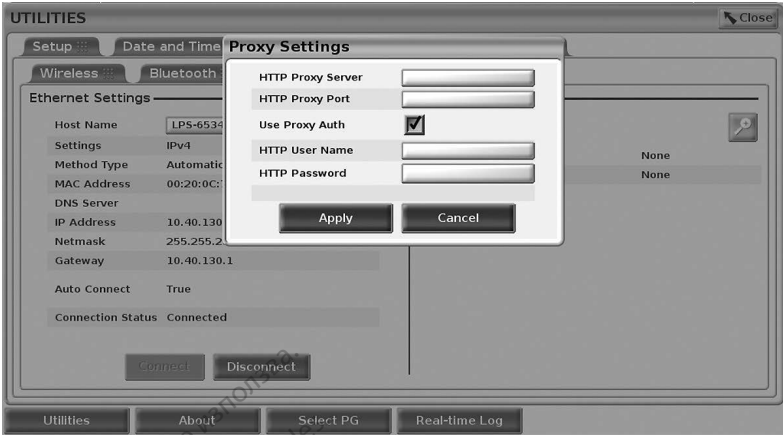 UTILITIES
Close
Setup
Date and Time
Proxy Settings
Wireless
Bluetooth
HTTP Proxy Server
HTTP Proxy Port
Use Proxy Auth
HTTP User Name
HTTP Password
Apply
Cancel
Ethernet Settings
Host Name LPS-6534
Settings IPv4
Method Type Automatic
MAC Address 00:20:0C:
DNS Server
IP Address 10.40.130
Netmask 255.255.2
Gateway 10.40.130.1
Auto Connect True
Connection Status Connected
None
None
Connect
Disconnect
Utilities
About
Select PG
Real-time Log